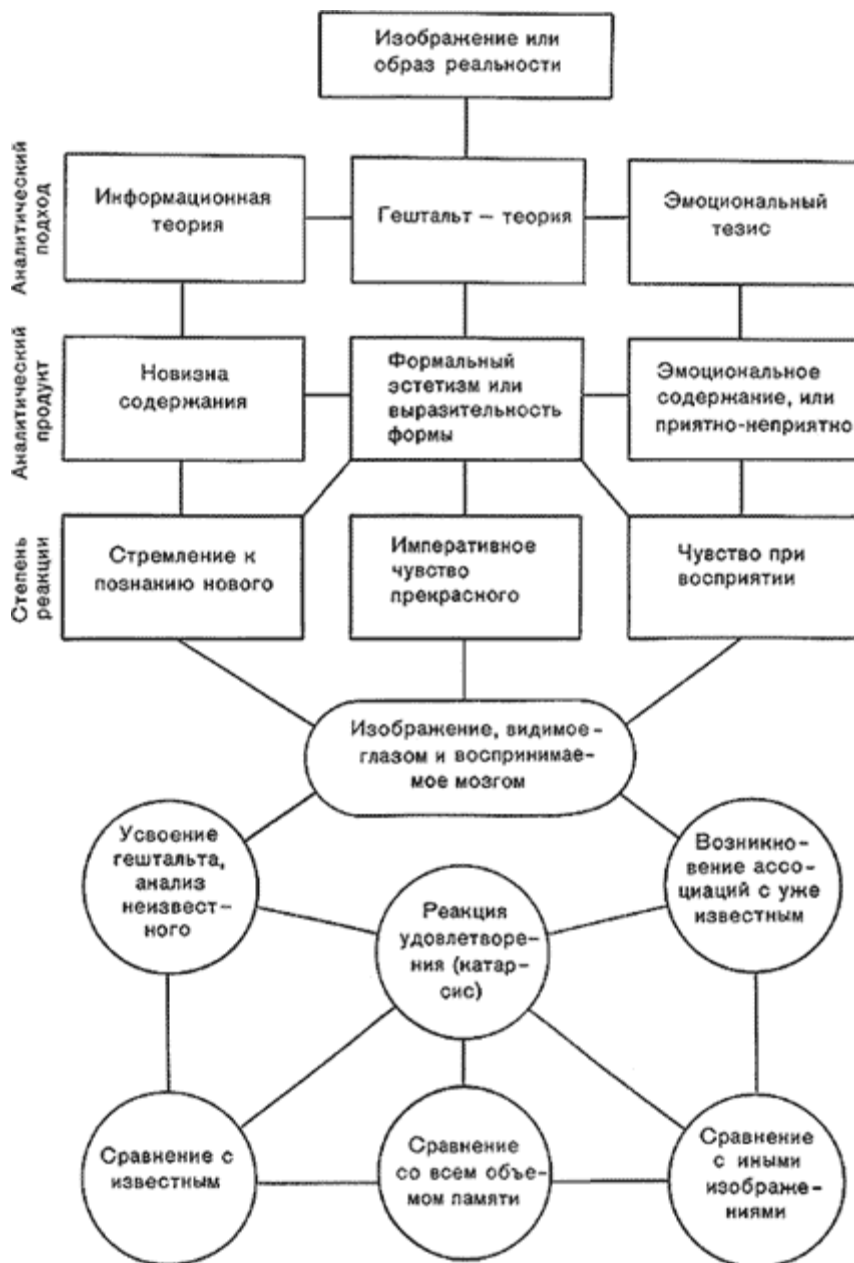 Изображение или
образ реальности
Аналитический
подход
Информационная
теория
Гештальт — теория
Эмоциональный
тезис
Аналитический
продукт
Новизна
содержания
Формальный
эстетизм или
выразительность
формы
Эмоциональное
содержание, или
приятно-неприятно
Степень
реакции
Стремление к
познанию нового
Императивное
чувство
прекрасного
Чувство при
восприятии
Изображение, видимое-
глазом и воспринимае-
мое мозгом
Усвоение
гештальта,
анализ
неизвест-
ного
Реакция
удовлетворе-
ния (катар-
сис)
Возникно-
вение ассо-
циаций с уже
известным
Сравнение с
известным
Сравнение
со всем объе-
мом памяти
Сравнение
с иными
изображе-
ниями